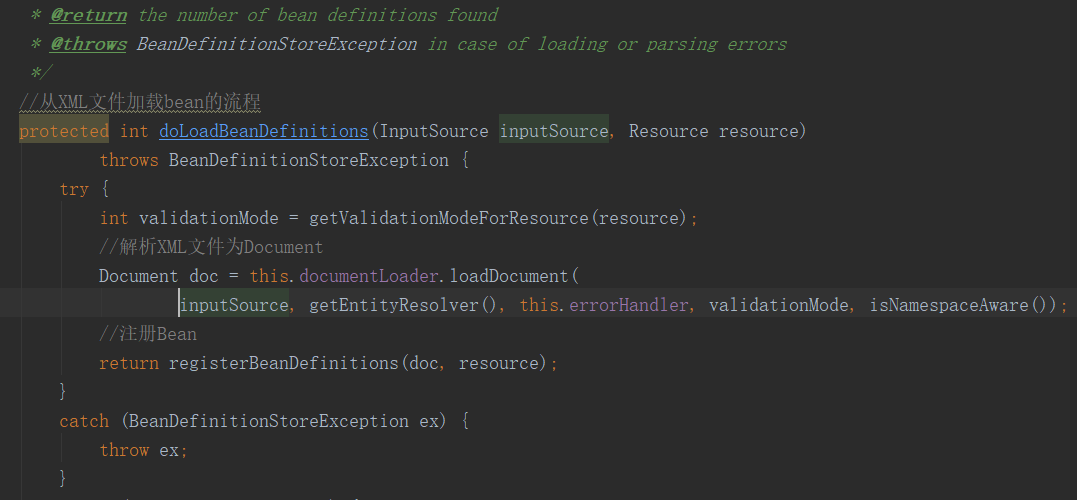 * @return the number of bean definitions found
* @throws BeanDefinitionStoreException in case of loading or parsing errors
*/
//从XML文件加载bean的流程
protected int doLoadBeanDefinitions(InputSource inputSource, Resource resource)
throws BeanDefinitionStoreException {
try {
int validationMode = getValidationModeForResource(resource);
//解析XML文件为Document
Document doc = this.documentLoader.loadDocument(
inputSource, getEntityResolver(), this.errorHandler, validationMode, isNamespaceAware());
//注册Bean
return registerBeanDefinitions(doc, resource);
}
catch (BeanDefinitionStoreException ex) {
throw ex;
}